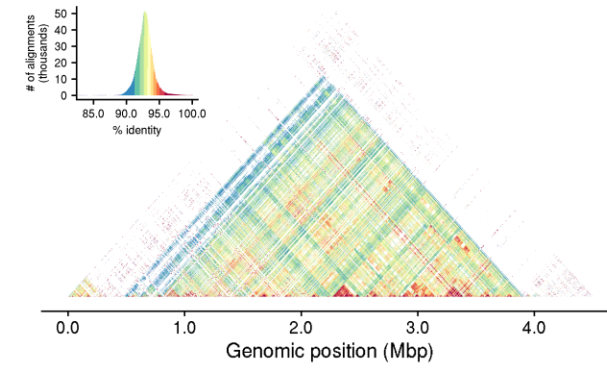 # of alignments
(thousands)
50
40
30
20
10
0
85.0 90.0 95.0 100.0
% identity
0.0 1.0 2.0 3.0 4.0
Genomic position (Mbp)